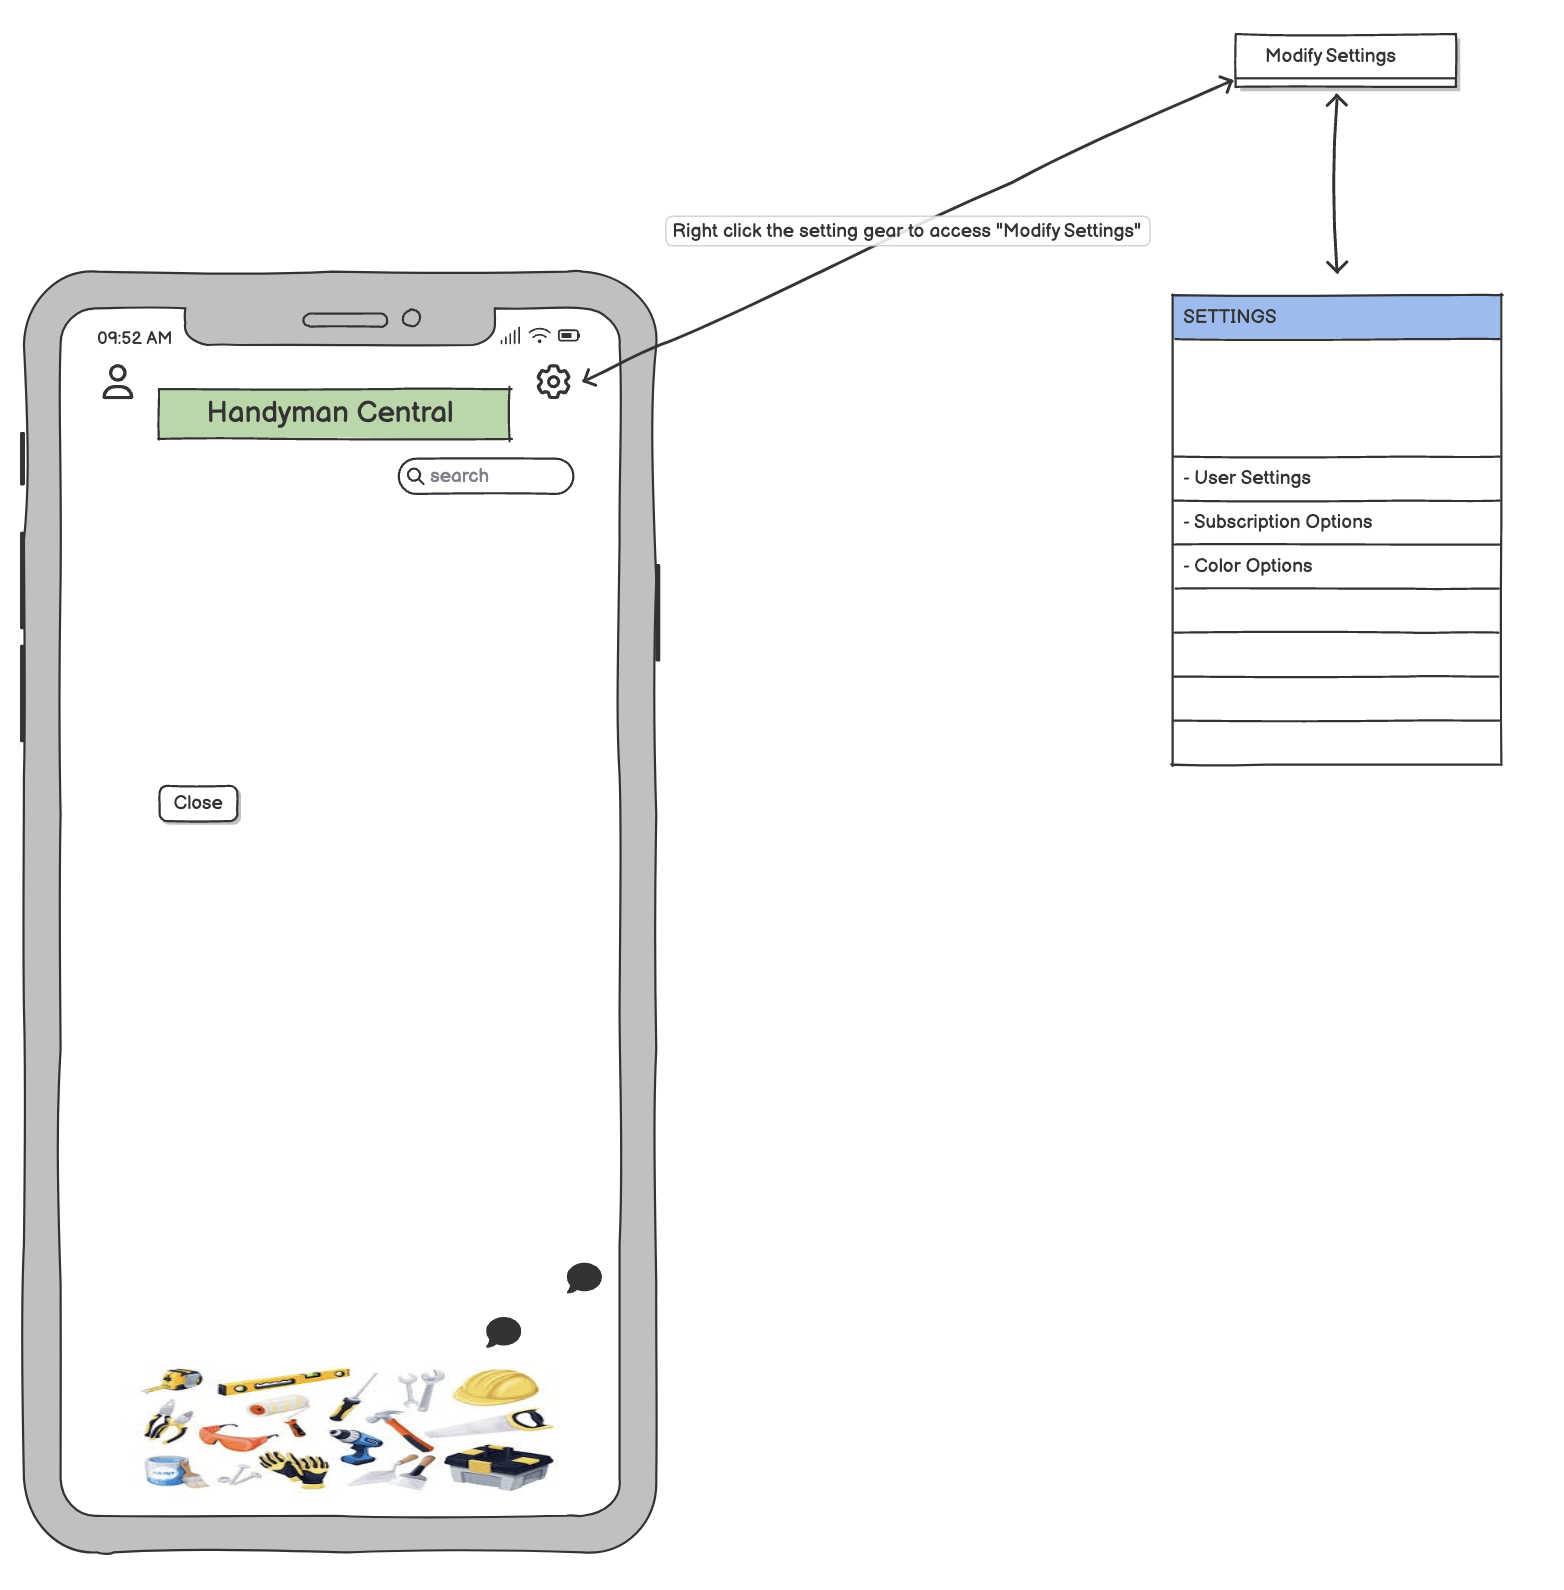 Modify Settings
Right click the setting gear to access "Modify Settings"
SETTINGS
09:52 AM
Handyman Central
search
- User Settings
- Subscription Options
- Color Options
Close
PAINT